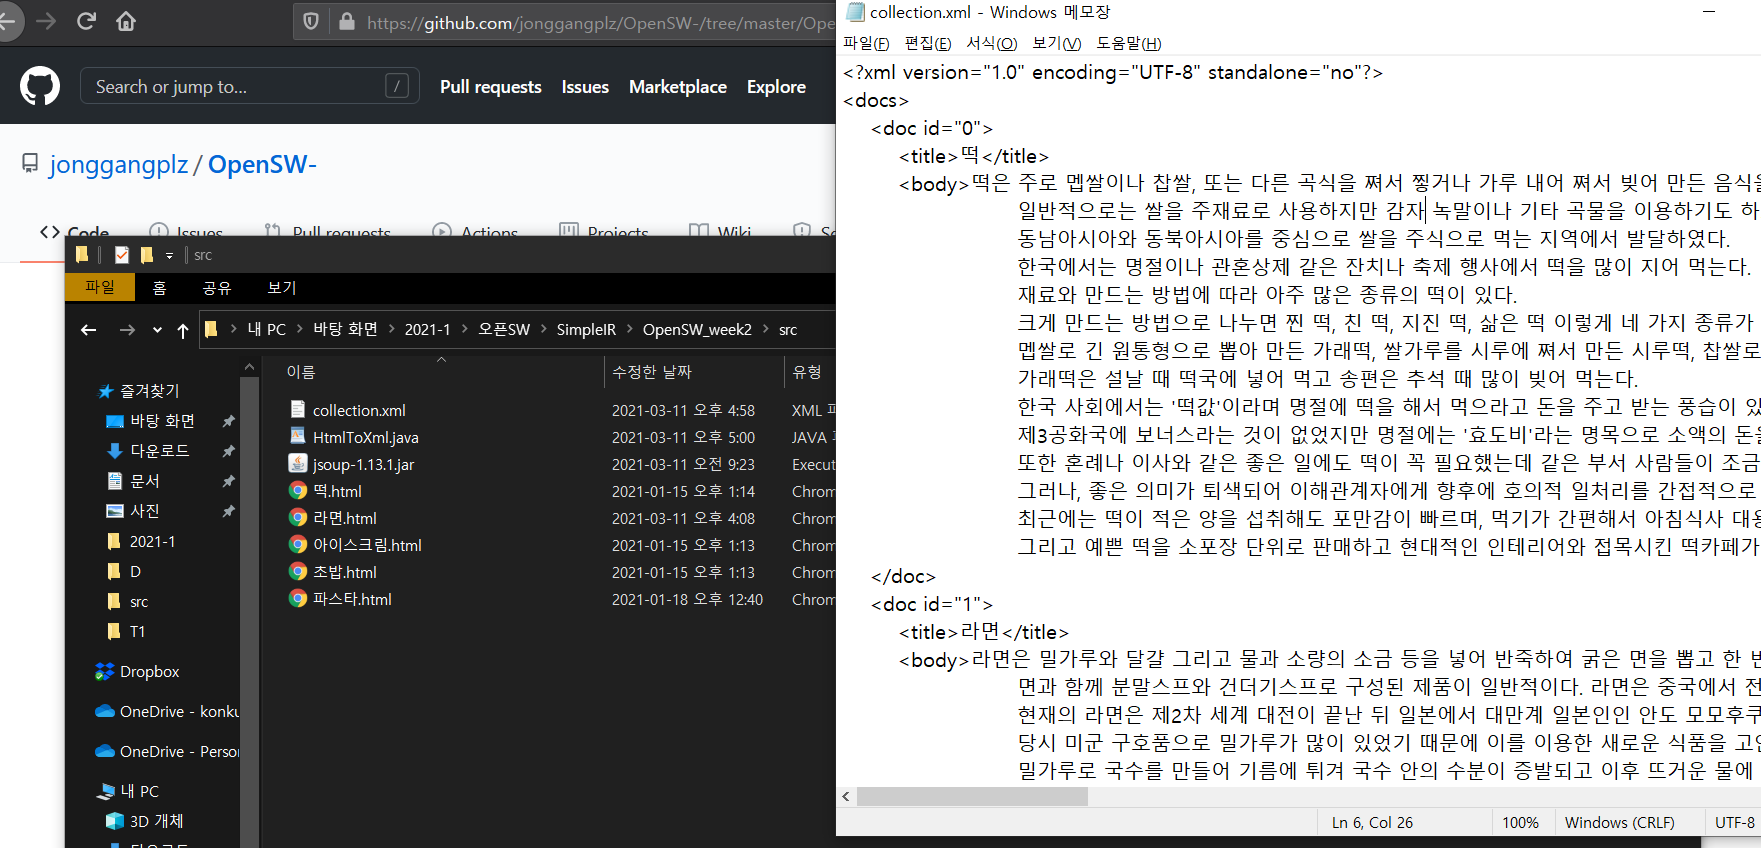 https://github.com/jonggangplz/OpenSW-/tree/master/Ope
Search or jump to...
/
Pull requests
Issues
Marketplace
Explore
jonggangplz / OpenSW-
Code
Issues
Pull requests
Actions
Projects
Wiki
src
파일
홈
공유
보기
내 PC > 바탕 화면 > 2021-1 > 오픈SW > SimpleIR > OpenSW_week2 > src
이름
수정한 날짜
유형
collection.xml 2021-03-11 오후 4:58 XML
HtmlToXml.java 2021-03-11 오후 5:00 JAVA
jsoup-1.13.1.jar 2021-03-11 오전 9:23 Execut
떡.html 2021-01-15 오후 1:14 Chrom
라면.html 2021-03-11 오후 4:08 Chrom
아이스크림.html 2021-01-15 오후 1:13 Chrom
초밥.html 2021-01-15 오후 1:13 Chrom
파스타.html 2021-01-18 오후 12:40 Chrom
즐겨찾기
바탕 화면
다운로드
문서
사진
2021-1
D
src
T1
Dropbox
OneDrive - konku
OneDrive - Person
내 PC
3D 개체
다운로드
collection.xml - Windows 메모장
파일(F) 편집(E) 서식(O) 보기(V) 도움말(H)
<?xml version="1.0" encoding="UTF-8" standalone="no"?>
<docs>
<doc id="0">
<title>떡</title>
<body>떡은 주로 멥쌀이나 찹쌀, 또는 다른 곡식을 쪄서 찧거나 가루 내어 쪄서 빚어 만든 음식을
일반적으로는 쌀을 주재료로 사용하지만 감자 녹말이나 기타 곡물을 이용하기도 하
동남아시아와 동북아시아를 중심으로 쌀을 주식으로 먹는 지역에서 발달하였다.
한국에서는 명절이나 관혼상제 같은 잔치나 축제 행사에서 떡을 많이 지어 먹는다.
재료와 만드는 방법에 따라 아주 많은 종류의 떡이 있다.
크게 만드는 방법으로 나누면 찐 떡, 친 떡, 지진 떡, 삶은 떡 이렇게 네 가지 종류가
멥쌀로 긴 원통형으로 뽑아 만든 가래떡, 쌀가루를 시루에 쪄서 만든 시루떡, 찹쌀로
가래떡은 설날 때 떡국에 넣어 먹고 송편은 추석 때 많이 빚어 먹는다.
한국 사회에서는 '떡값'이라며 명절에 떡을 해서 먹으라고 돈을 주고 받는 풍습이 있
제3공화국에 보너스라는 것이 없었지만 명절에는 '효도비'라는 명목으로 소액의 돈을
또한 혼례나 이사와 같은 좋은 일에도 떡이 꼭 필요했는데 같은 부서 사람들이 조금
그러나, 좋은 의미가 퇴색되어 이해관계자에게 향후에 호의적 일처리를 간접적으로
최근에는 떡이 적은 양을 섭취해도 포만감이 빠르며, 먹기가 간편해서 아침식사 대용
그리고 예쁜 떡을 소포장 단위로 판매하고 현대적인 인테리어와 접목시킨 떡카페가
</doc>
<doc id="1">
<title>라면</title>
<body>라면은 밀가루와 달걀 그리고 물과 소량의 소금 등을 넣어 반죽하여 굵은 면을 뽑고 한 번
면과 함께 분말스프와 건더기스프로 구성된 제품이 일반적이다. 라면은 중국에서 전
현재의 라면은 제2차 세계 대전이 끝난 뒤 일본에서 대만계 일본인인 안도 모모후쿠
당시 미군 구호품으로 밀가루가 많이 있었기 때문에 이를 이용한 새로운 식품을 고안
밀가루로 국수를 만들어 기름에 튀겨 국수 안의 수분이 증발되고 이후 뜨거운 물에
Ln 6, Col 26
100%
Windows (CRLF)
UTF-8